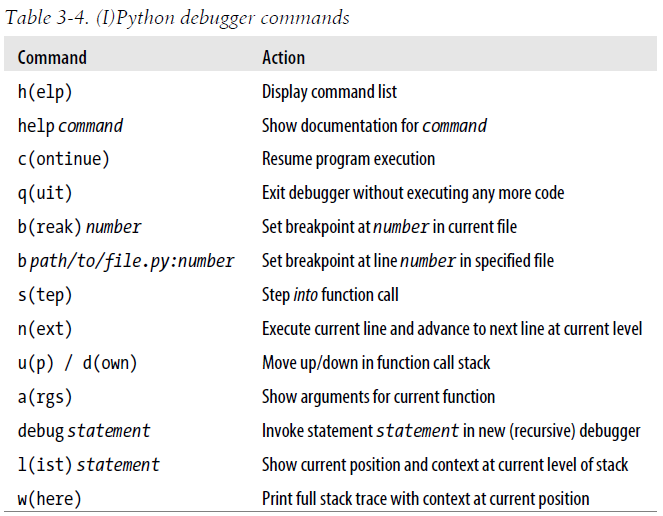 Table 3-4. (I)Python debugger commands
Command Action
h(elp) Display command list
help command Show documentation for command
c(ontinue) Resume program execution
q(uit) Exit debugger without executing any more code
b(reak) number Set breakpoint at number in current file
b path/to/file.py:number Set breakpoint at line number in specified file
s(tep) Step into function call
n(ext) Execute current line and advance to next line at current level
u(p) / d(own) Move up/down in function call stack
a(rgs) Show arguments for current function
debug statement Invoke statement statement in new (recursive) debugger
l(ist) statement Show current position and context at current level of stack
w(here) Print full stack trace with context at current position